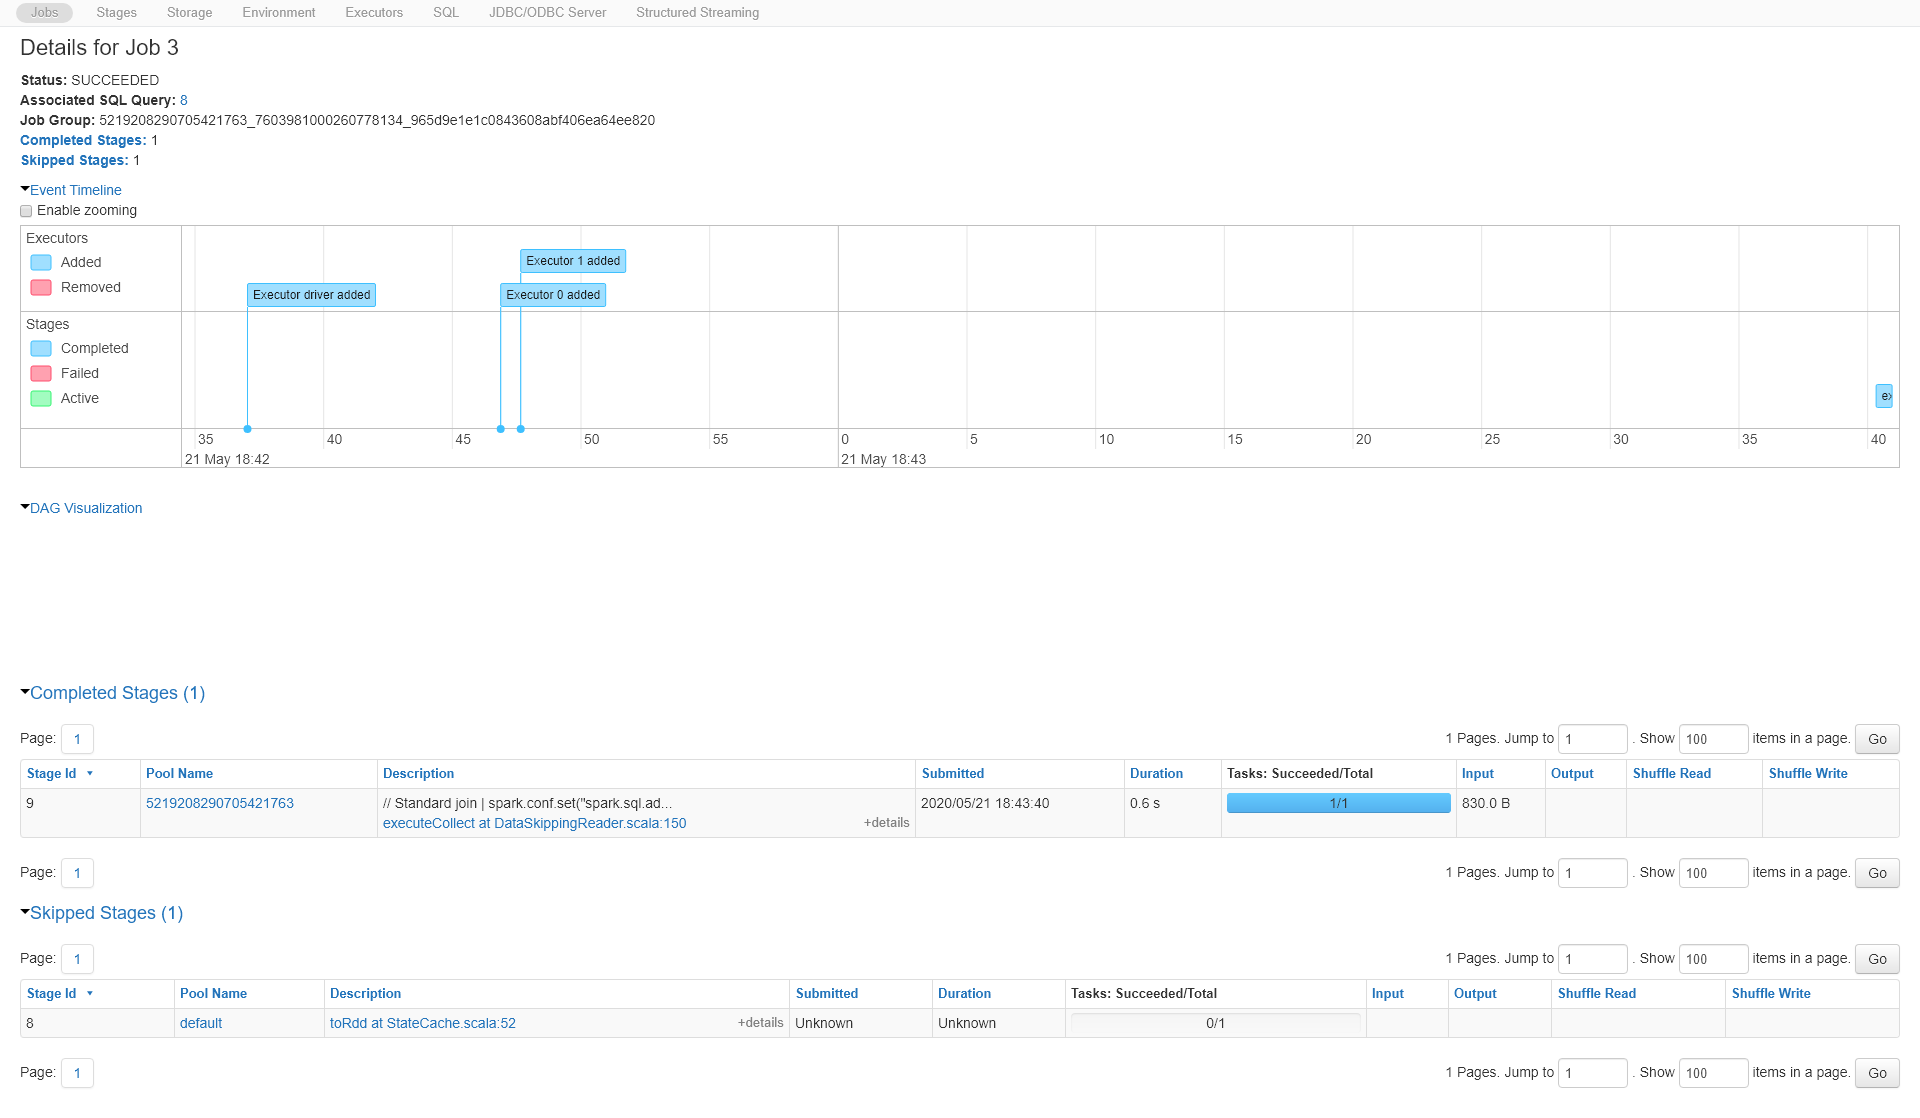 Jobs Stages Storage Environment Executors SQL JDBC/ODBC Server Structured Streaming
Details for Job 3
Status: SUCCEEDED
Associated SQL Query: 8
Job Group: 5219208290705421763_7603981000260778134_965d9e1e1c0843608abf406ea64ee820
Completed Stages: 1
Skipped Stages: 1
Event Timeline
Enable zooming
Executors
Added
Removed
Executor driver added
Executor 1 added
Executor 0 added
Stages
Completed
Failed
Active
ex
35 40 45 50 55 0 5 10 15 20 25 30 35 40
21 May 18:42 21 May 18:43
DAG Visualization
Completed Stages (1)
Page: 1 1 Pages. Jump to 1 . Show 100 items in a page. Go
Stage Id Pool Name Description Submitted Duration Tasks: Succeeded/Total Input Output Shuffle Read Shuffle Write
9 5219208290705421763 // Standard join | spark.conf.set("spark.sql.ad... 2020/05/21 18:43:40 0.6 s 1/1 830.0 B
executeCollect at DataSkippingReader.scala:150 +details
Page: 1 1 Pages. Jump to 1 . Show 100 items in a page. Go
Skipped Stages (1)
Page: 1 1 Pages. Jump to 1 . Show 100 items in a page. Go
Stage Id Pool Name Description Submitted Duration Tasks: Succeeded/Total Input Output Shuffle Read Shuffle Write
8 default toRdd at StateCache.scala:52 +details Unknown Unknown 0/1
Page: 1 1 Pages. Jump to 1 . Show 100 items in a page. Go